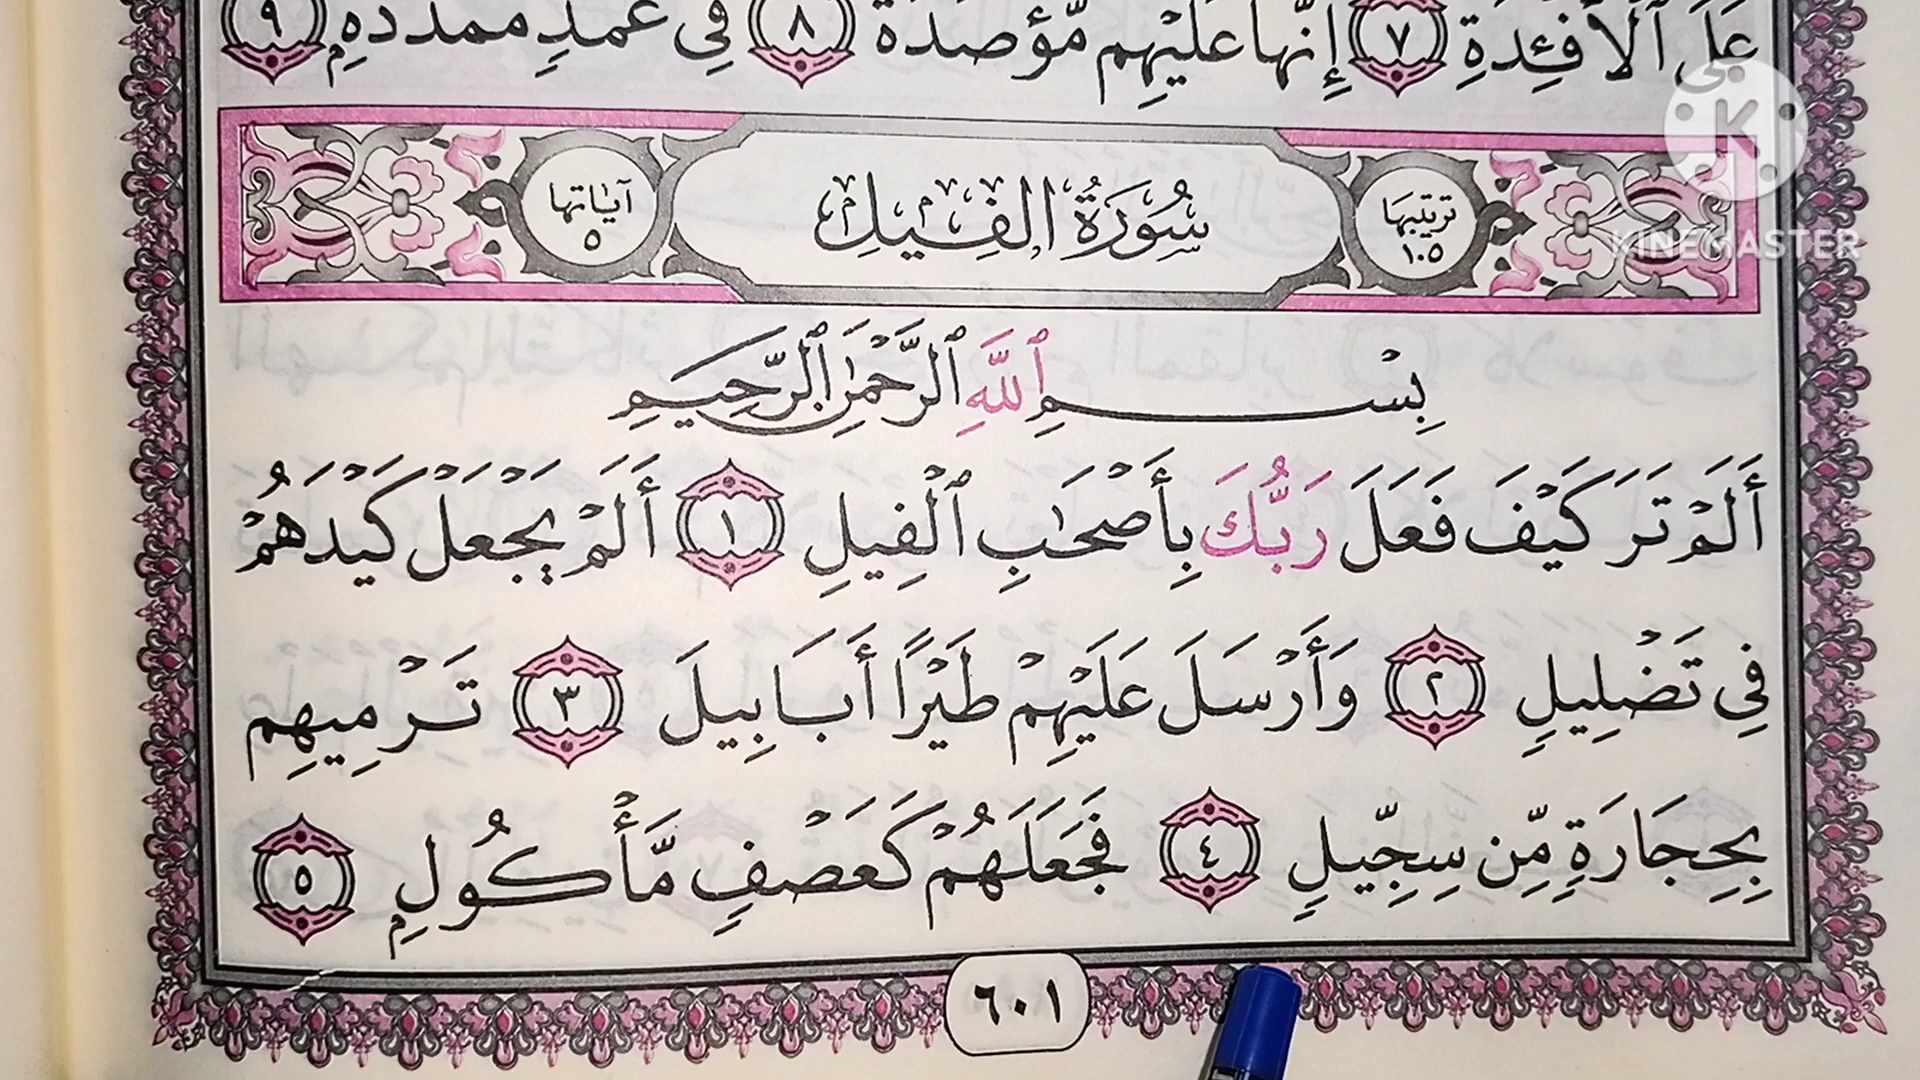 عَلَى ٱلْأَفْـِٔدَةِ ٧ إِنَّهَا عَلَيْهِم مُّؤْصَدَةٌ ٨ فِى عَمَدٍ مُّمَدَّدَةٍۭ ٩
ترتيبها ١٠٥ سُورَةُ الفِيلِ آياتها ٥
KINEMASTER
بِسْمِ ٱللَّهِ ٱلرَّحْمَٰنِ ٱلرَّحِيمِ
أَلَمْ تَرَ كَيْفَ فَعَلَ رَبُّكَ بِأَصْحَٰبِ ٱلْفِيلِ ١ أَلَمْ يَجْعَلْ كَيْدَهُمْ
فِى تَضْلِيلٍ ٢ وَأَرْسَلَ عَلَيْهِمْ طَيْرًا أَبَابِيلَ ٣ تَرْمِيهِم
بِحِجَارَةٍ مِّن سِجِّيلٍ ٤ فَجَعَلَهُمْ كَعَصْفٍ مَّأْكُولٍۭ ٥
٦٠١